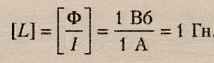 [L] = [Ф/I] = 1 Вб/1 А = 1 Гн.